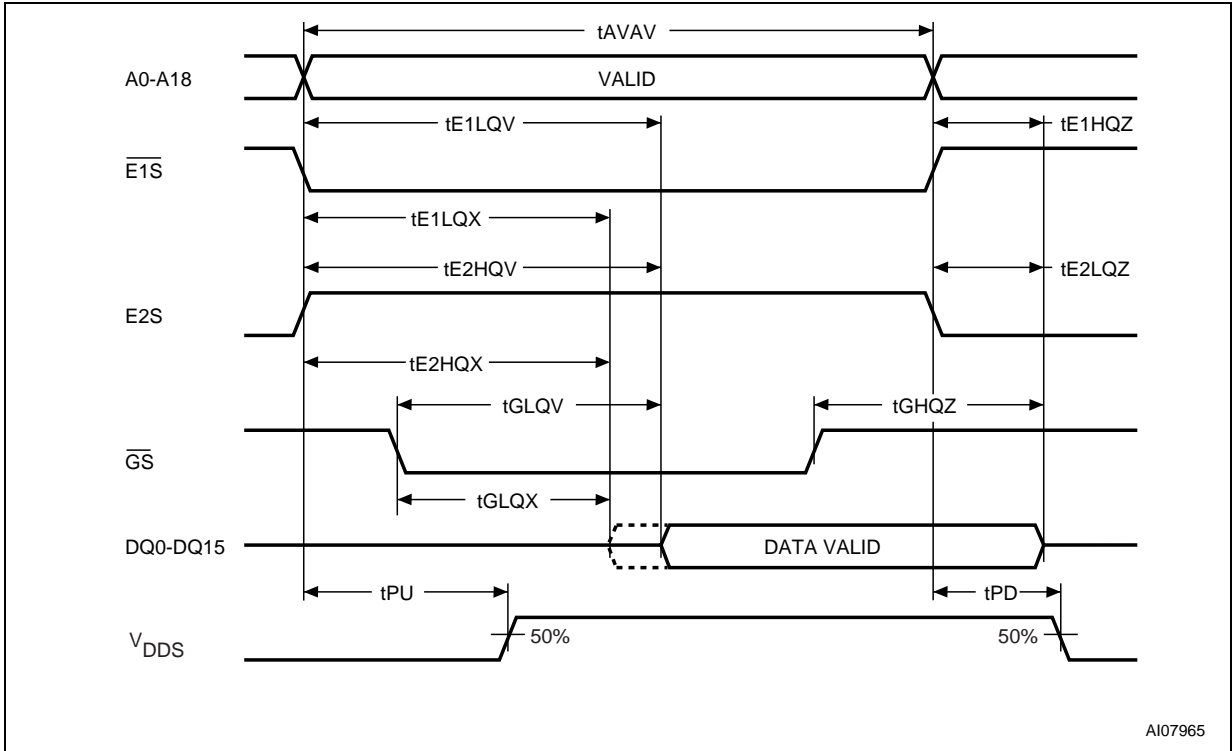 tAVAV
A0-A18
VALID
tE1LQV
tE1HQZ
E1S
tE1LQX
tE2HQV
tE2LQZ
E2S
tE2HQX
tGLQV
tGHQZ
GS
tGLQX
DQ0-DQ15
DATA VALID
tPU
tPD
VDDS
50%
50%
AI07965